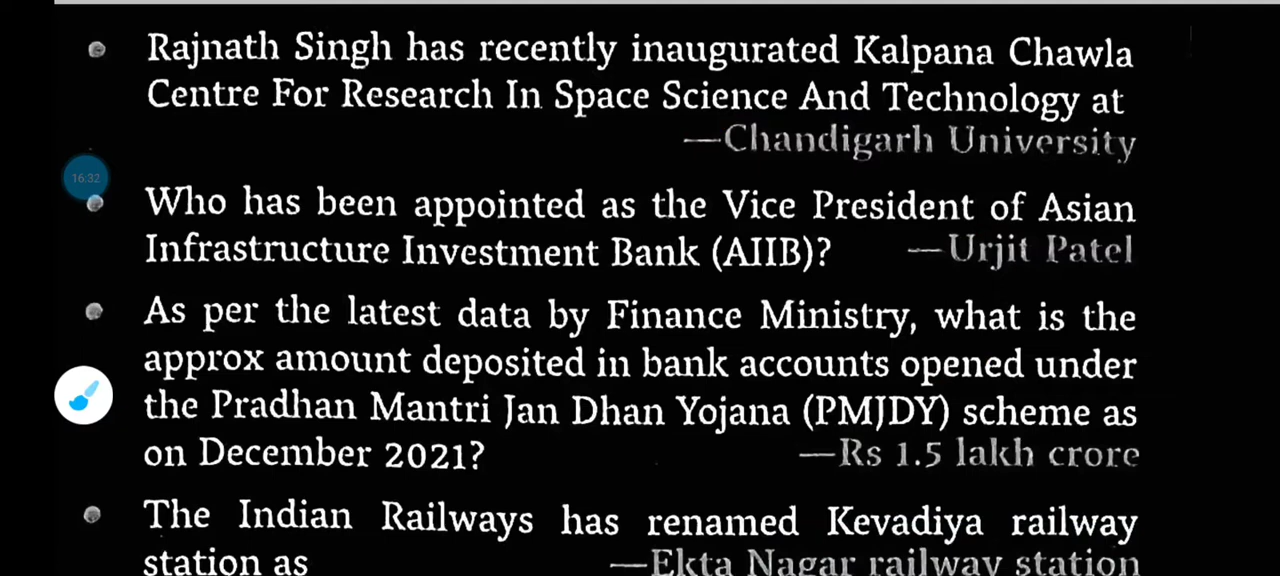 Rajnath Singh has recently inaugurated Kalpana Chawla
Centre For Research In Space Science And Technology at
—Chandigarh University
16:32
Who has been appointed as the Vice President of Asian
Infrastructure Investment Bank (AIIB)? —Urjit Patel
As per the latest data by Finance Ministry, what is the
approx amount deposited in bank accounts opened under
the Pradhan Mantri Jan Dhan Yojana (PMJDY) scheme as
on December 2021? —Rs 1.5 lakh crore
The Indian Railways has renamed Kevadiya railway
station as —Ekta Nagar railway station